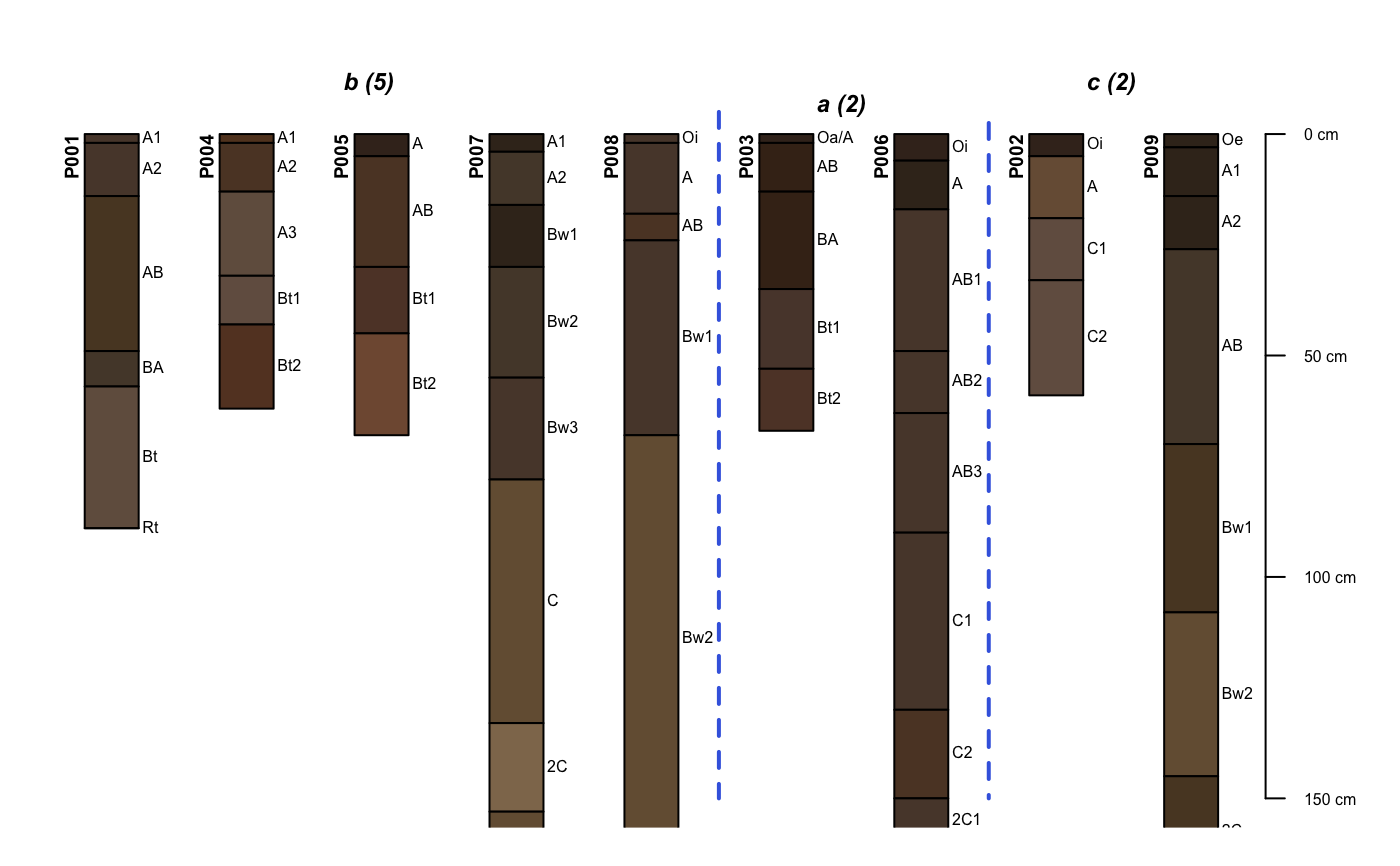 b (5)
a (2)
c (2)
P001
A1
A2
AB
BA
Bt
Rt
P004
A1
A2
A3
Bt1
Bt2
P005
A
AB
Bt1
Bt2
P007
A1
A2
Bw1
Bw2
Bw3
C
2C
P008
Oi
A
AB
Bw1
Bw2
P003
Oa/A
AB
BA
Bt1
Bt2
P006
Oi
A
AB1
AB2
AB3
C1
C2
2C1
P002
Oi
A
C1
C2
P009
Oe
A1
A2
AB
Bw1
Bw2
0 cm
50 cm
100 cm
150 cm